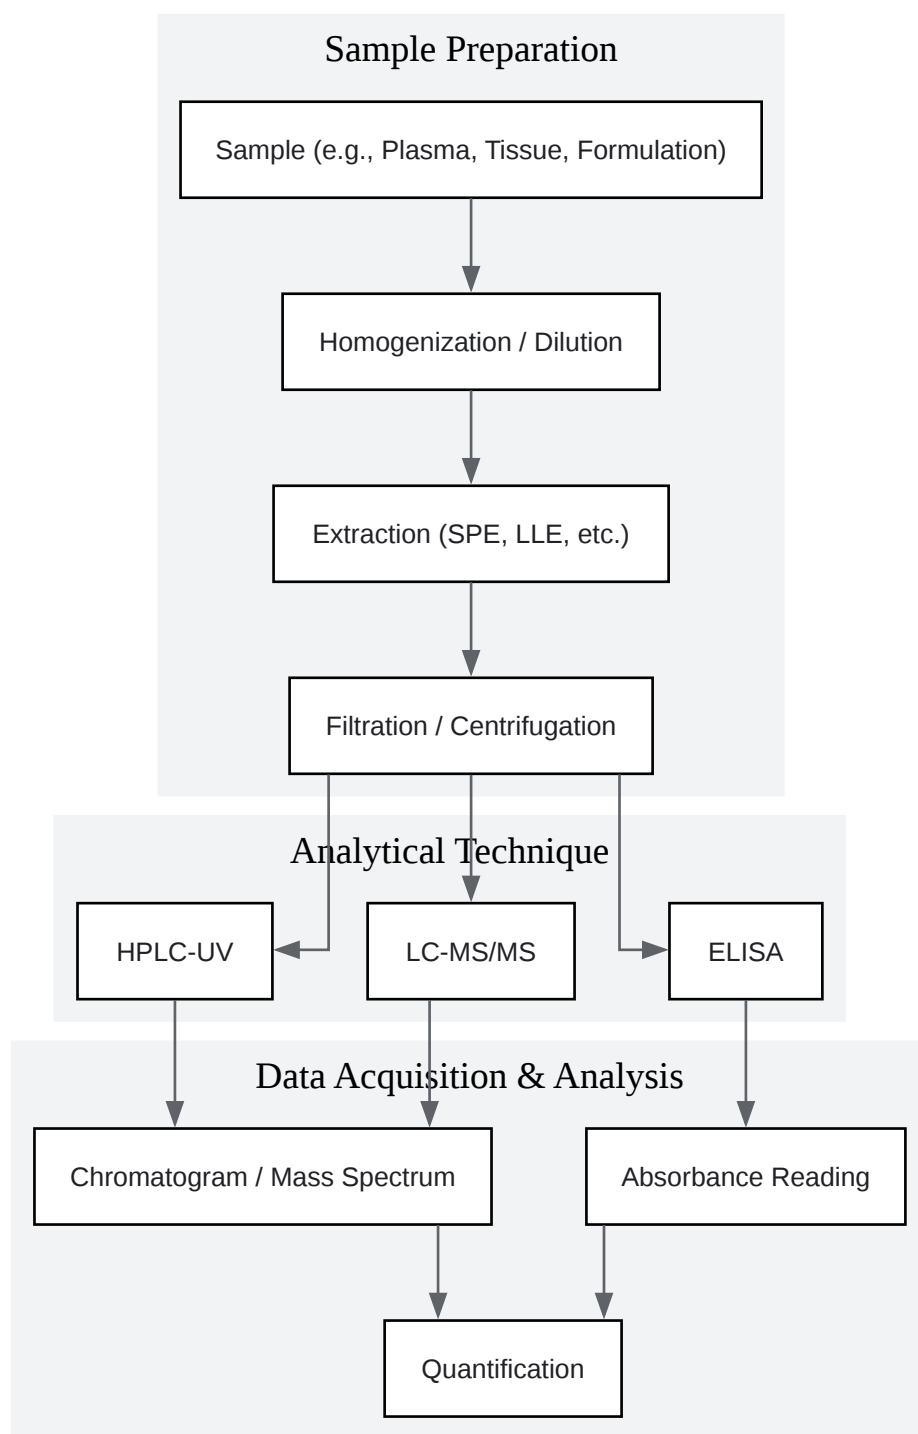 Sample Preparation
Sample (e.g., Plasma, Tissue, Formulation)
Homogenization / Dilution
Extraction (SPE, LLE, etc.)
Filtration / Centrifugation
Analytical Technique
HPLC-UV
LC-MS/MS
ELISA
Data Acquisition & Analysis
Chromatogram / Mass Spectrum
Absorbance Reading
Quantification